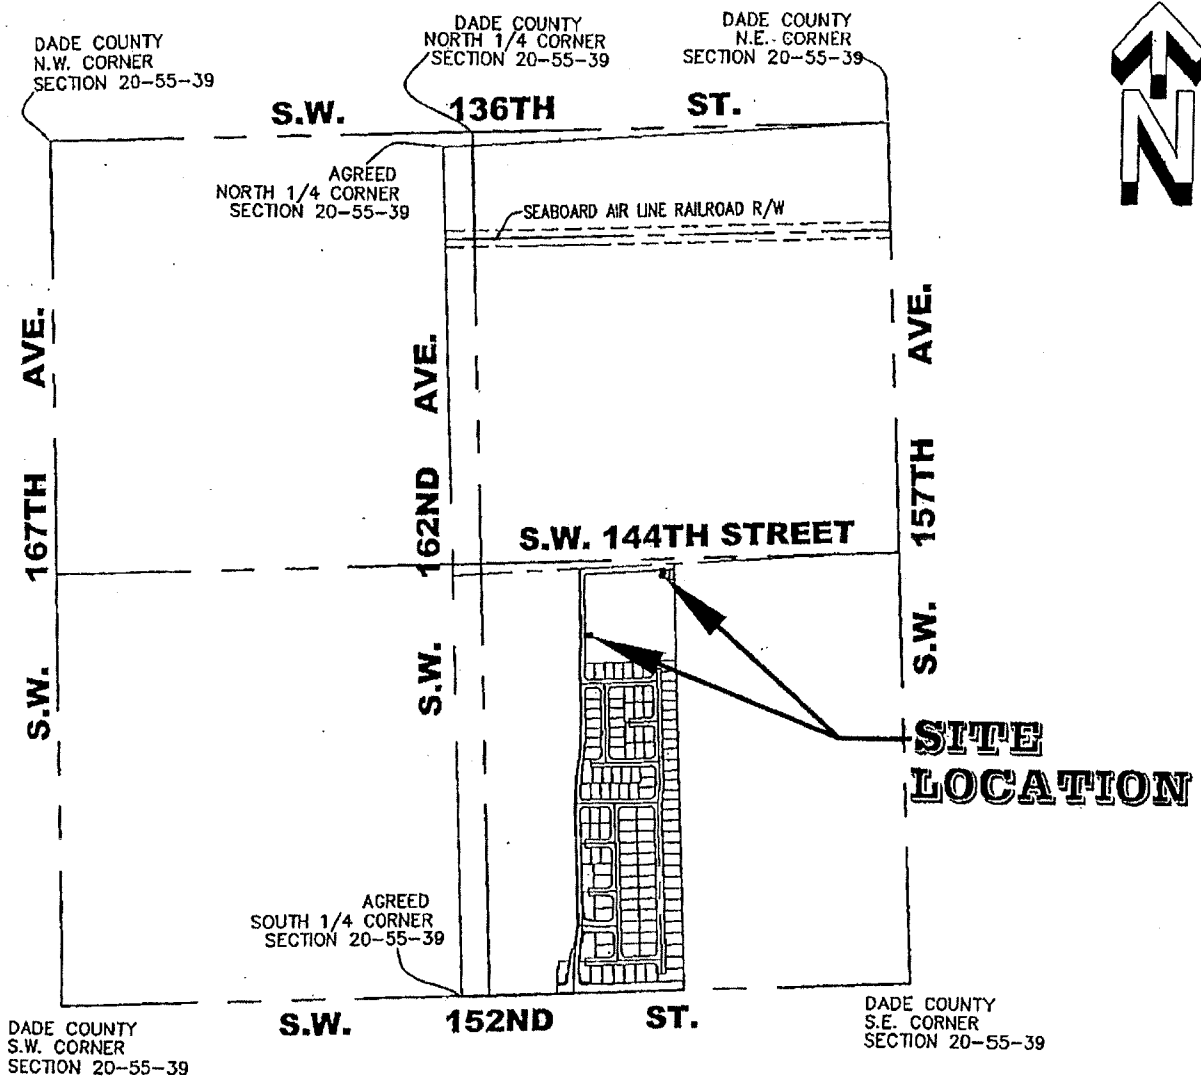 DADE COUNTY
N.W. CORNER
SECTION 20-55-39
DADE COUNTY
NORTH 1/4 CORNER
SECTION 20-55-39
DADE COUNTY
N.E. CORNER
SECTION 20-55-39
N
S.W. 136TH ST.
AGREED
NORTH 1/4 CORNER
SECTION 20-55-39
SEABOARD AIR LINE RAILROAD R/W
S.W. 167TH AVE.
S.W. 162ND AVE.
S.W. 157TH AVE.
S.W. 144TH STREET
SITE
LOCATION
AGREED
SOUTH 1/4 CORNER
SECTION 20-55-39
S.W. 152ND ST.
DADE COUNTY
S.W. CORNER
SECTION 20-55-39
DADE COUNTY
S.E. CORNER
SECTION 20-55-39